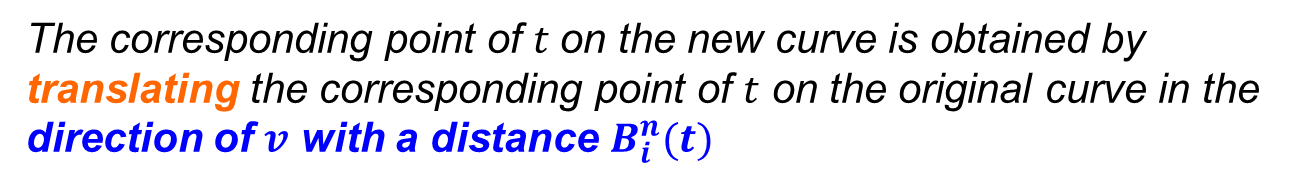 The corresponding point of t on the new curve is obtained by
translating the corresponding point of t on the original curve in the
direction of v with a distance Bᵢⁿ(t)